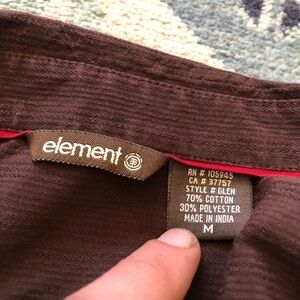 element
RN # 105945
CA # 37757
STYLE # GLEN
70% COTTON
30% POLYESTER
MADE IN INDIA
M